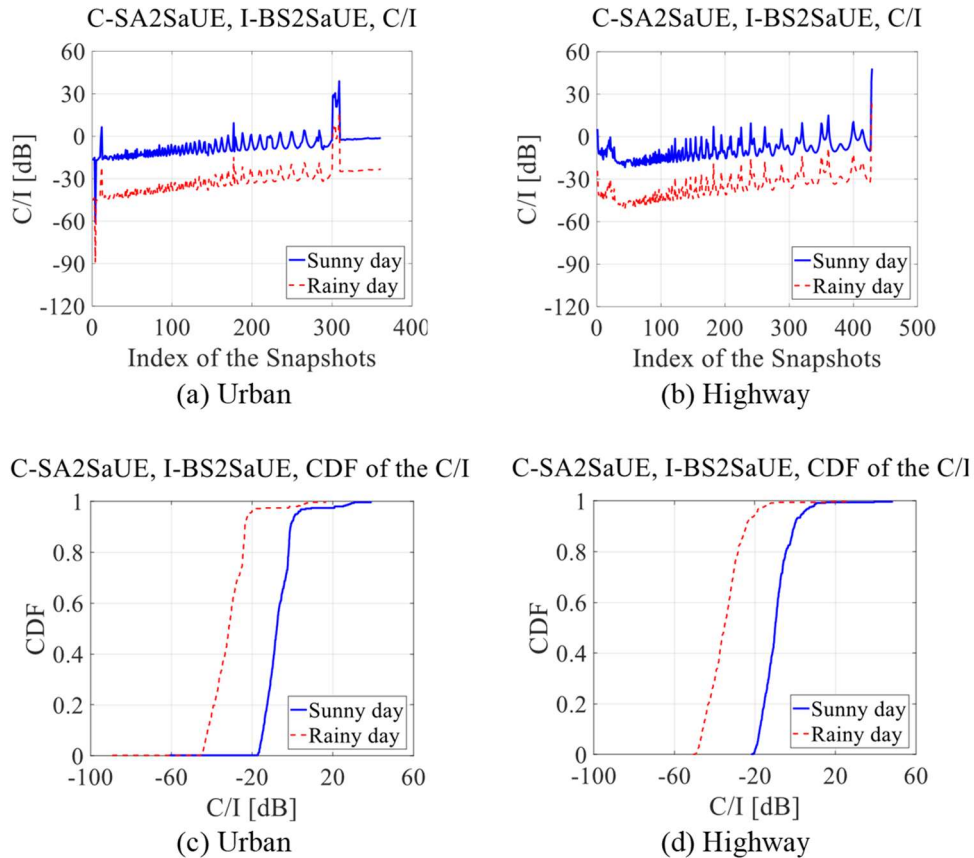 C-SA2SaUE, I-BS2SaUE, C/I
60
30
0
-30
-60
-90
-120
C/I [dB]
Sunny day
Rainy day
0 100 200 300 400
Index of the Snapshots
(a) Urban
C-SA2SaUE, I-BS2SaUE, C/I
60
30
0
-30
-60
-90
-120
C/I [dB]
Sunny day
Rainy day
0 100 200 300 400 500
Index of the Snapshots
(b) Highway
C-SA2SaUE, I-BS2SaUE, CDF of the C/I
1
0.8
0.6
0.4
0.2
0
CDF
Sunny day
Rainy day
-100 -60 -20 20 60
C/I [dB]
(c) Urban
C-SA2SaUE, I-BS2SaUE, CDF of the C/I
1
0.8
0.6
0.4
0.2
0
CDF
Sunny day
Rainy day
-100 -60 -20 20 60
C/I [dB]
(d) Highway